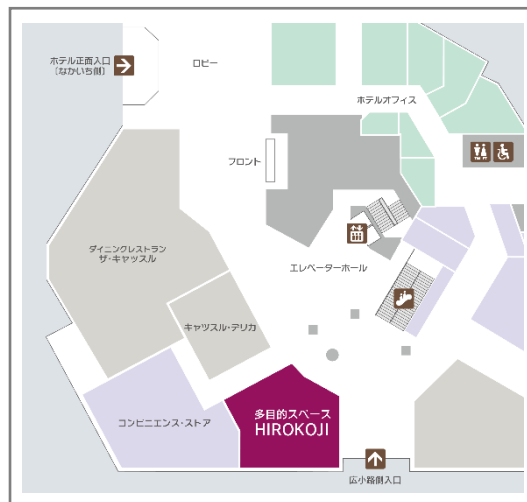 ホテル正面入口
〔なかいち側〕
ロビー
ホテルオフィス
フロント
ダイニングレストラン
ザ・キャッスル
エレベーターホール
キャッスル・デリカ
コンビニエンス・ストア
多目的スペース
HIROKOJI
広小路側入口